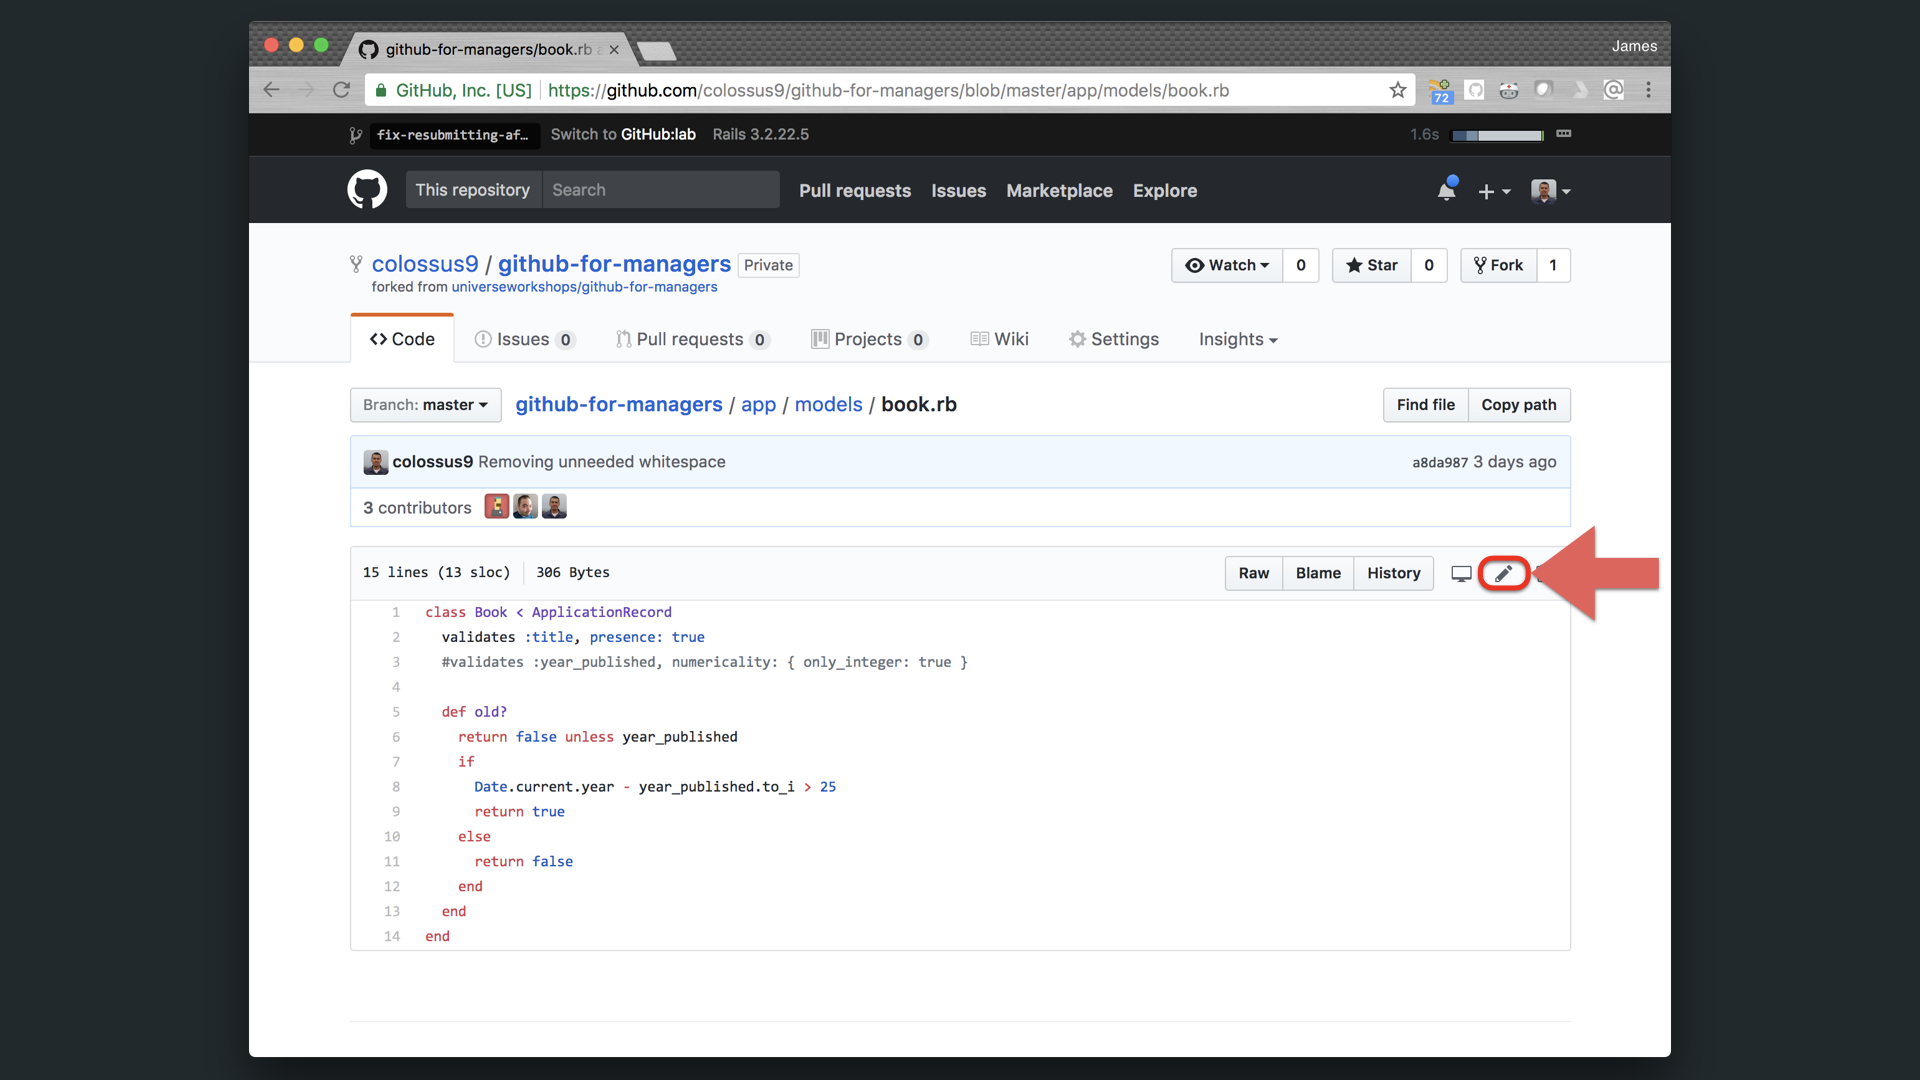 github-for-managers/book.rb
James
GitHub, Inc. [US] https://github.com/colossus9/github-for-managers/blob/master/app/models/book.rb
72
fix-resubmitting-af… Switch to GitHub:lab Rails 3.2.22.5 1.6s
This repository Search Pull requests Issues Marketplace Explore
colossus9 / github-for-managers Private Watch 0 Star 0 Fork 1
forked from universeworkshops/github-for-managers
Code Issues 0 Pull requests 0 Projects 0 Wiki Settings Insights
Branch: master github-for-managers / app / models / book.rb Find file Copy path
colossus9 Removing unneeded whitespace a8da987 3 days ago
3 contributors
15 lines (13 sloc) 306 Bytes Raw Blame History
1 class Book < ApplicationRecord
2 validates :title, presence: true
3 #validates :year_published, numericality: { only_integer: true }
4
5 def old?
6 return false unless year_published
7 if
8 Date.current.year - year_published.to_i > 25
9 return true
10 else
11 return false
12 end
13 end
14 end